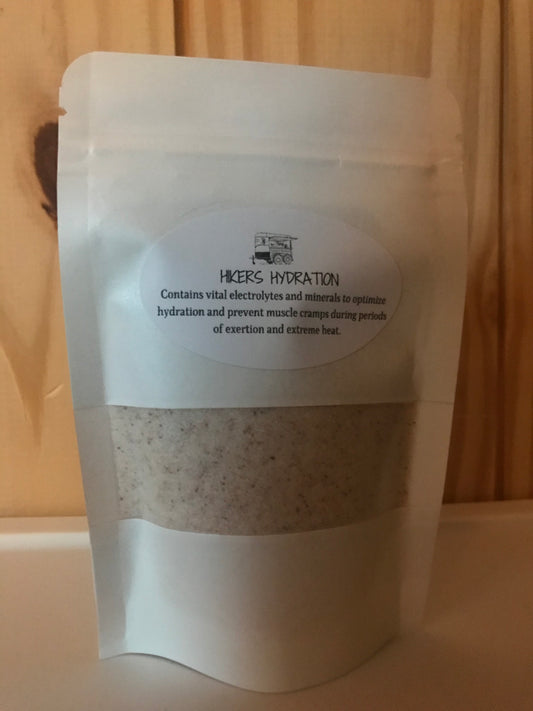 HIKERS HYDRATION
Contains vital electrolytes and minerals to optimize
hydration and prevent muscle cramps during periods
of exertion and extreme heat.